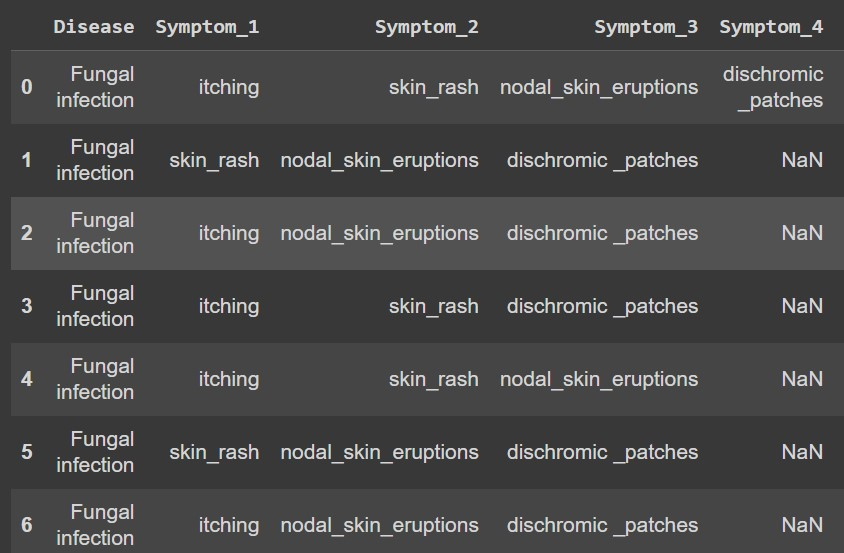 Disease Symptom_1 Symptom_2 Symptom_3 Symptom_4
0 Fungal infection itching skin_rash nodal_skin_eruptions dischromic _patches
1 Fungal infection skin_rash nodal_skin_eruptions dischromic _patches NaN
2 Fungal infection itching nodal_skin_eruptions dischromic _patches NaN
3 Fungal infection itching skin_rash dischromic _patches NaN
4 Fungal infection itching skin_rash nodal_skin_eruptions NaN
5 Fungal infection skin_rash nodal_skin_eruptions dischromic _patches NaN
6 Fungal infection itching nodal_skin_eruptions dischromic _patches NaN